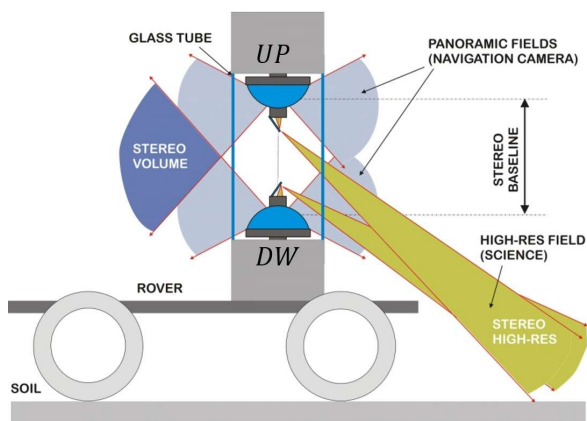 GLASS TUBE
UP
PANORAMIC FIELDS
(NAVIGATION CAMERA)
STEREO
VOLUME
STEREO
BASELINE
HIGH-RES FIELD
(SCIENCE)
DW
ROVER
STEREO
HIGH-RES
SOIL